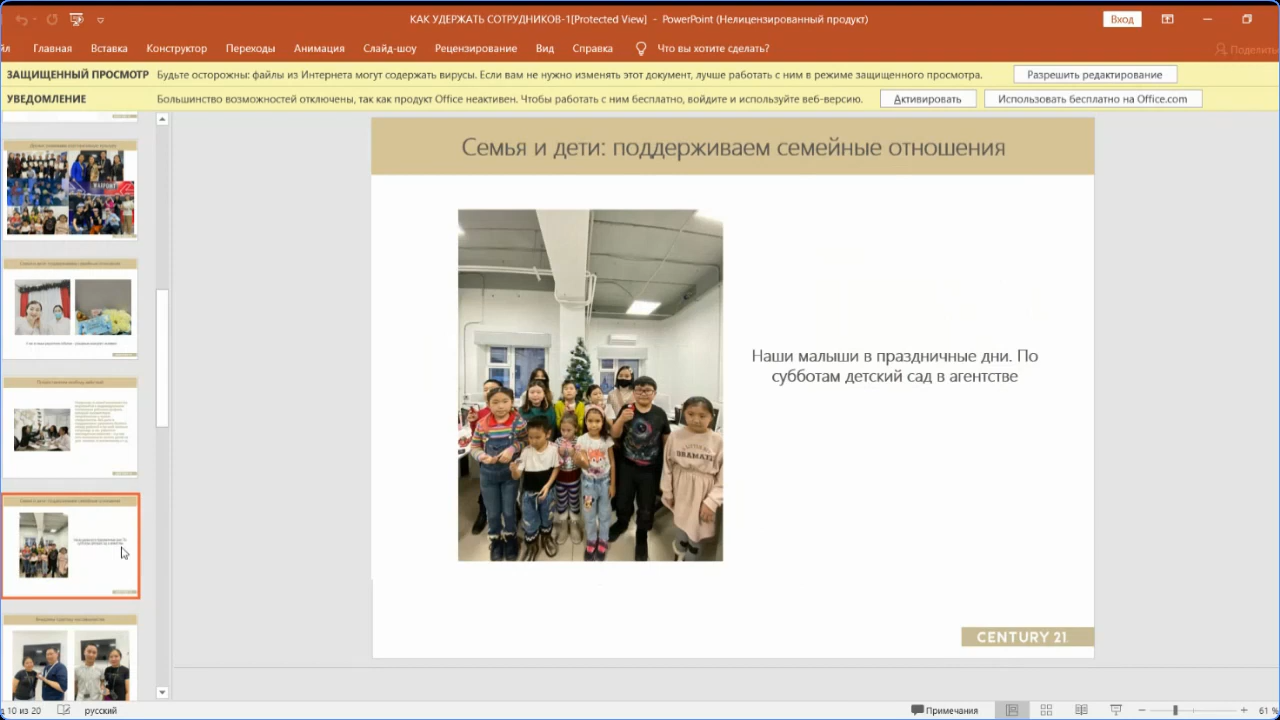 КАК УДЕРЖАТЬ СОТРУДНИКОВ-1[Protected View] - PowerPoint (Нелицензированный продукт)
Вход
Главная Вставка Конструктор Переходы Анимация Слайд-шоу Рецензирование Вид Справка Что вы хотите сделать?
Поделиться
ЗАЩИЩЕННЫЙ ПРОСМОТР Будьте осторожны: файлы из Интернета могут содержать вирусы. Если вам не нужно изменять этот документ, лучше работать с ним в режиме защищенного просмотра. Разрешить редактирование
УВЕДОМЛЕНИЕ Большинство возможностей отключены, так как продукт Office неактивен. Чтобы работать с ним бесплатно, войдите и используйте веб-версию. Активировать Использовать бесплатно на Office.com
Семья и дети: поддерживаем семейные отношения
Наши малыши в праздничные дни. По
субботам детский сад в агентстве
CENTURY 21
10 из 20 русский Примечания 61 %